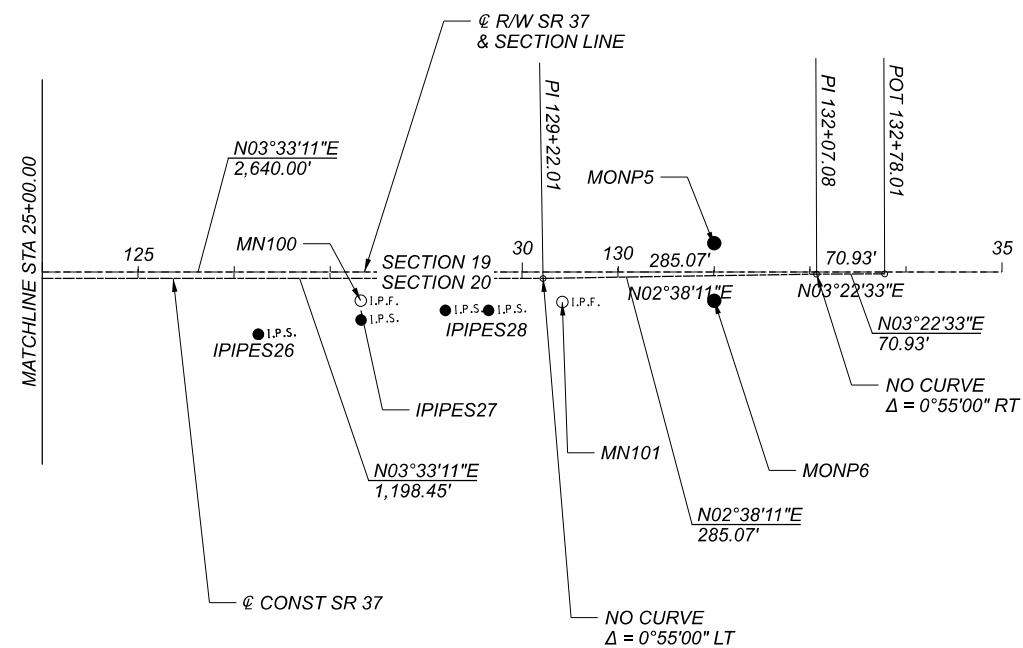 ℄ R/W SR 37
& SECTION LINE
PI 129+22.01
PI 132+07.08
POT 132+78.01
MATCHLINE STA 25+00.00
N03°33'11"E
2,640.00'
MONP5
MN100
125
SECTION 19
30
130
285.07'
70.93'
35
SECTION 20
N02°38'11"E
N03°22'33"E
I.P.F.
I.P.S.
I.P.S.
I.P.S.
I.P.F.
I.P.S.
IPIPES26
IPIPES28
N03°22'33"E
70.93'
IPIPES27
NO CURVE
Δ = 0°55'00" RT
MN101
MONP6
N03°33'11"E
1,198.45'
N02°38'11"E
285.07'
℄ CONST SR 37
NO CURVE
Δ = 0°55'00" LT